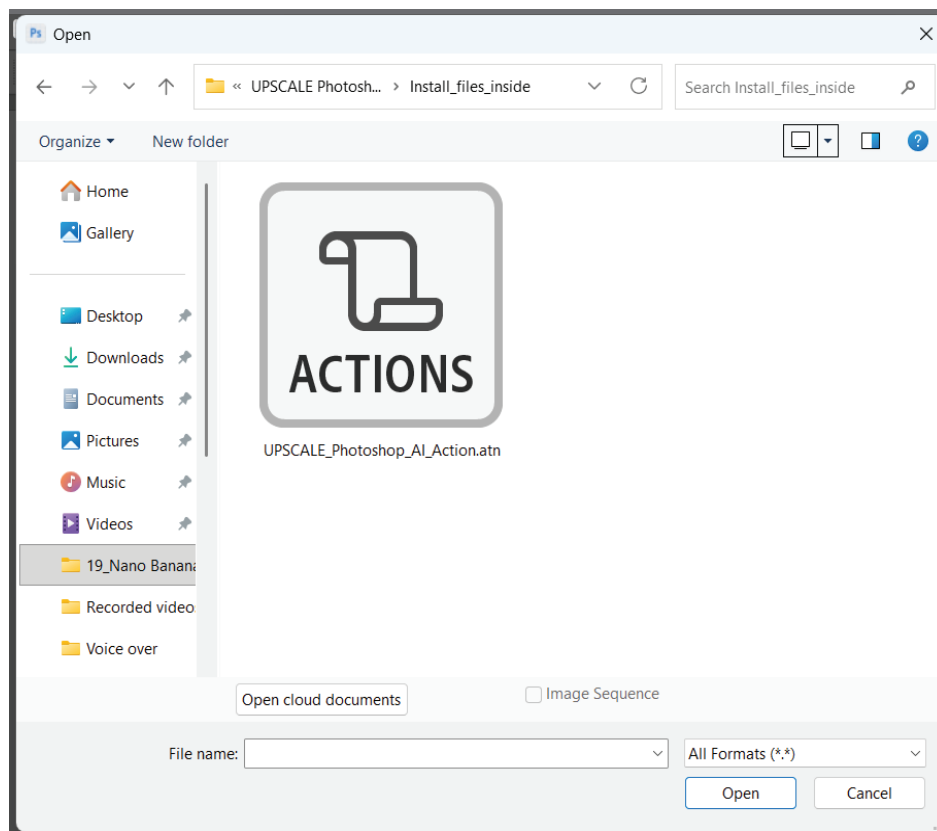 Ps Open
« UPSCALE Photosh... > Install_files_inside
Search Install_files_inside
Organize
New folder
?
Home
Gallery
Desktop
Downloads
Documents
Pictures
Music
Videos
19_Nano Banana
Recorded video
Voice over
ACTIONS
UPSCALE_Photoshop_AI_Action.atn
Open cloud documents
Image Sequence
File name:
All Formats (*.*)
Open
Cancel